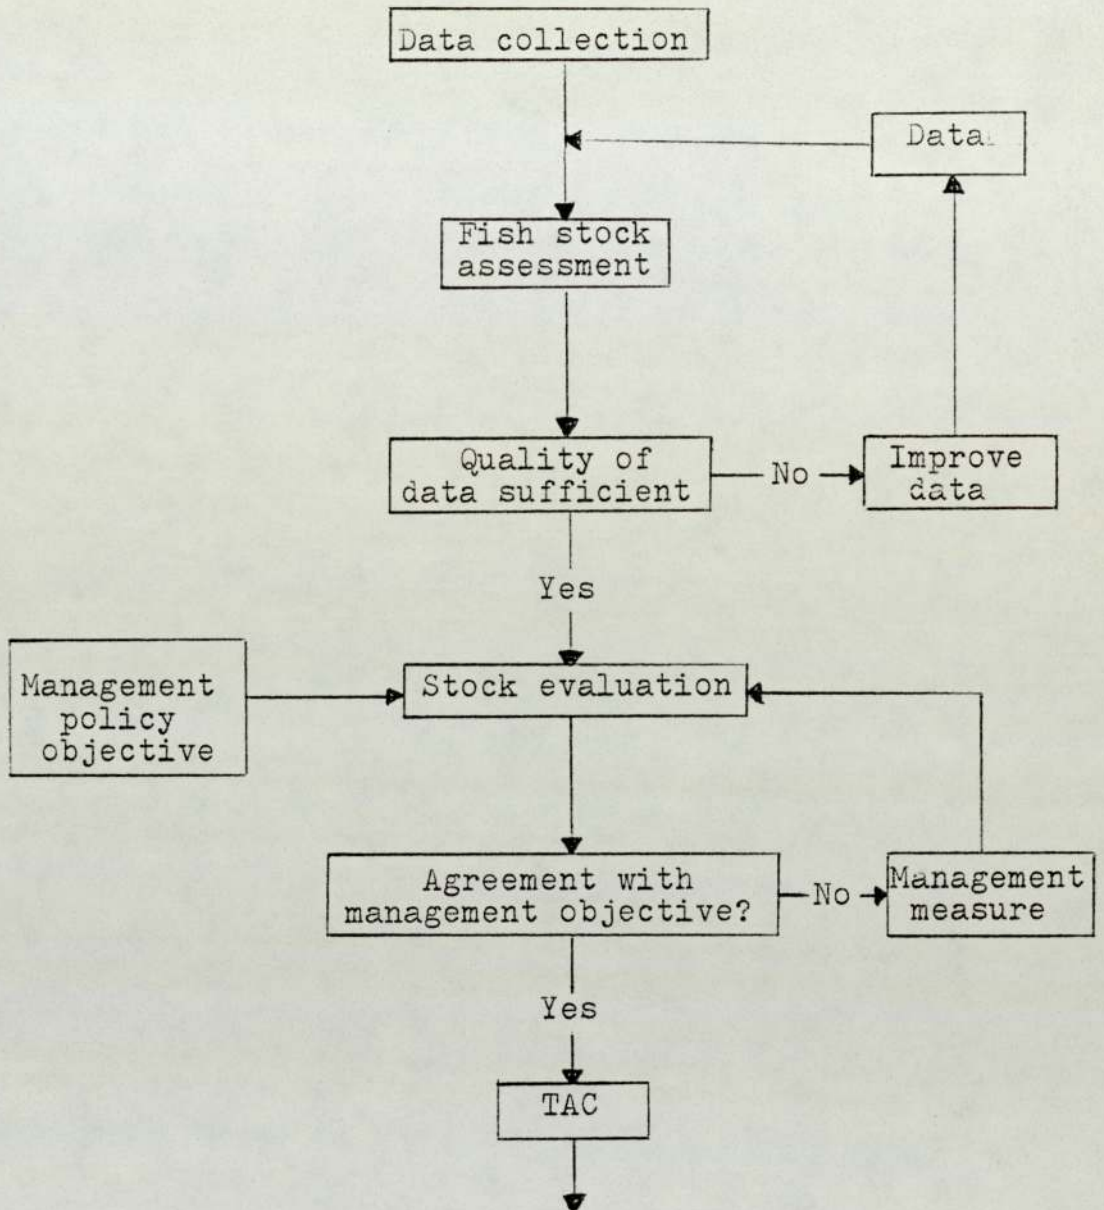 Data collection
Data
Fish stock
assessment
Quality of
data sufficient
No
Improve
data
Yes
Management
policy
objective
Stock evaluation
Agreement with
management objective?
No
Management
measure
Yes
TAC